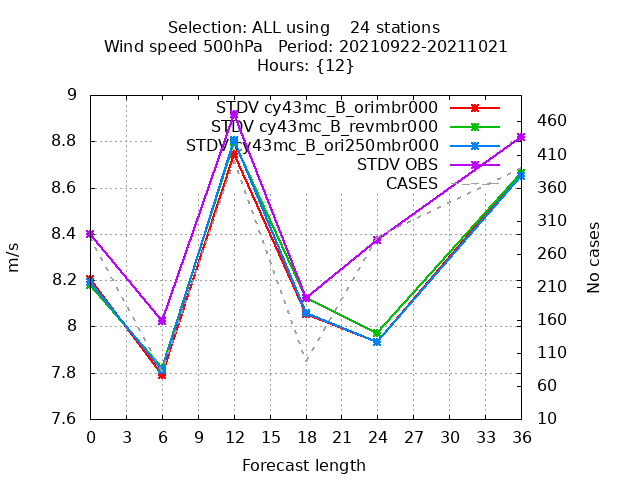 Selection: ALL using    24 stations
Wind speed 500hPa   Period: 20210922-20211021
Hours: {12}
STDV cy43mc_B_orimbr000
STDV cy43mc_B_revmbr000
STDV cy43mc_B_ori250mbr000
STDV OBS
CASES
9
8.8
8.6
8.4
8.2
8
7.8
7.6
m/s
460
410
360
310
260
210
160
110
60
10
No cases
0 3 6 9 12 15 18 21 24 27 30 33 36
Forecast length